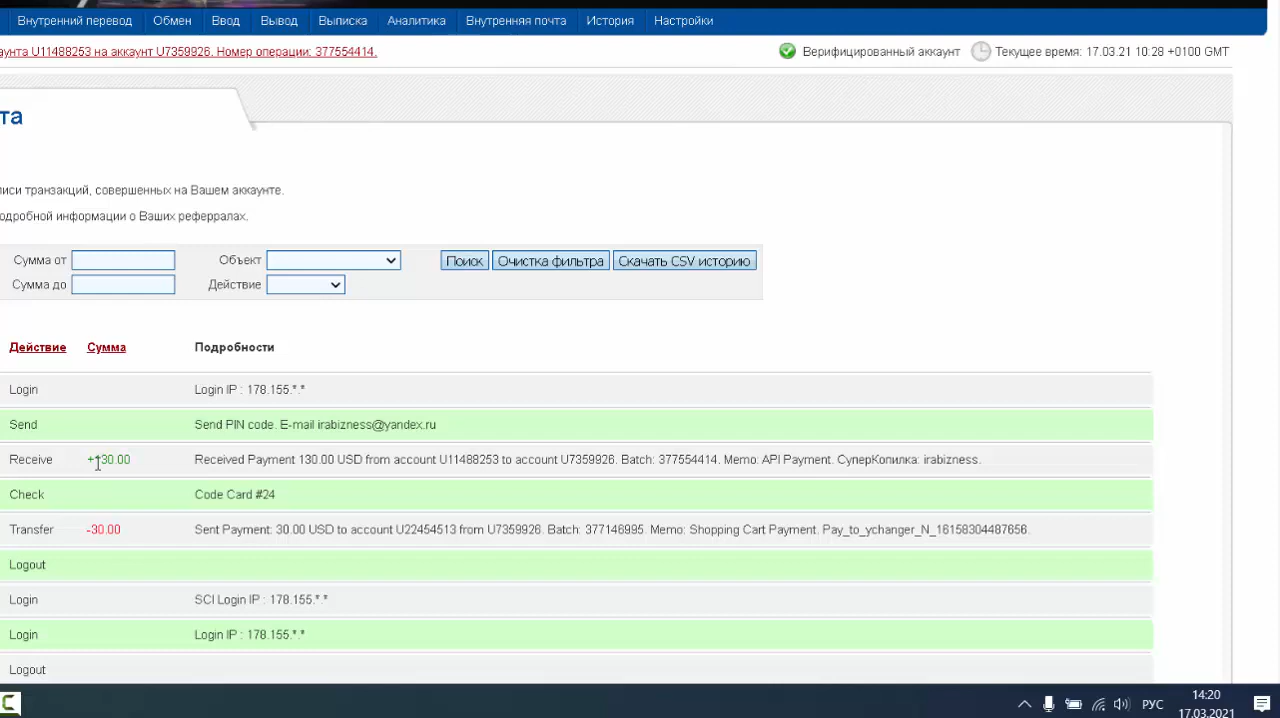 Внутренний перевод Обмен Ввод Вывод Выписка Аналитика Внутренняя почта История Настройки
аунта U11488253 на аккаунт U7359926. Номер операции: 377554414.
Верифицированный аккаунт Текущее время: 17.03.21 10:28 +0100 GMT
та
писи транзакций, совершенных на Вашем аккаунте.
одробной информации о Ваших реферралах.
Сумма от Объект Поиск Очистка фильтра Скачать CSV историю
Сумма до Действие
Действие Сумма Подробности
Login Login IP : 178.155.*.*
Send Send PIN code. E-mail irabizness@yandex.ru
Receive +130.00 Received Payment 130.00 USD from account U11488253 to account U7359926. Batch: 377554414. Memo: API Payment. СуперКопилка: irabizness.
Check Code Card #24
Transfer -30.00 Sent Payment: 30.00 USD to account U22454513 from U7359926. Batch: 377146995. Memo: Shopping Cart Payment. Pay_to_ychanger_N_16158304487656.
Logout
Login SCI Login IP : 178.155.*.*
Login Login IP : 178.155.*.*
Logout
РУС
14:20
17.03.2021